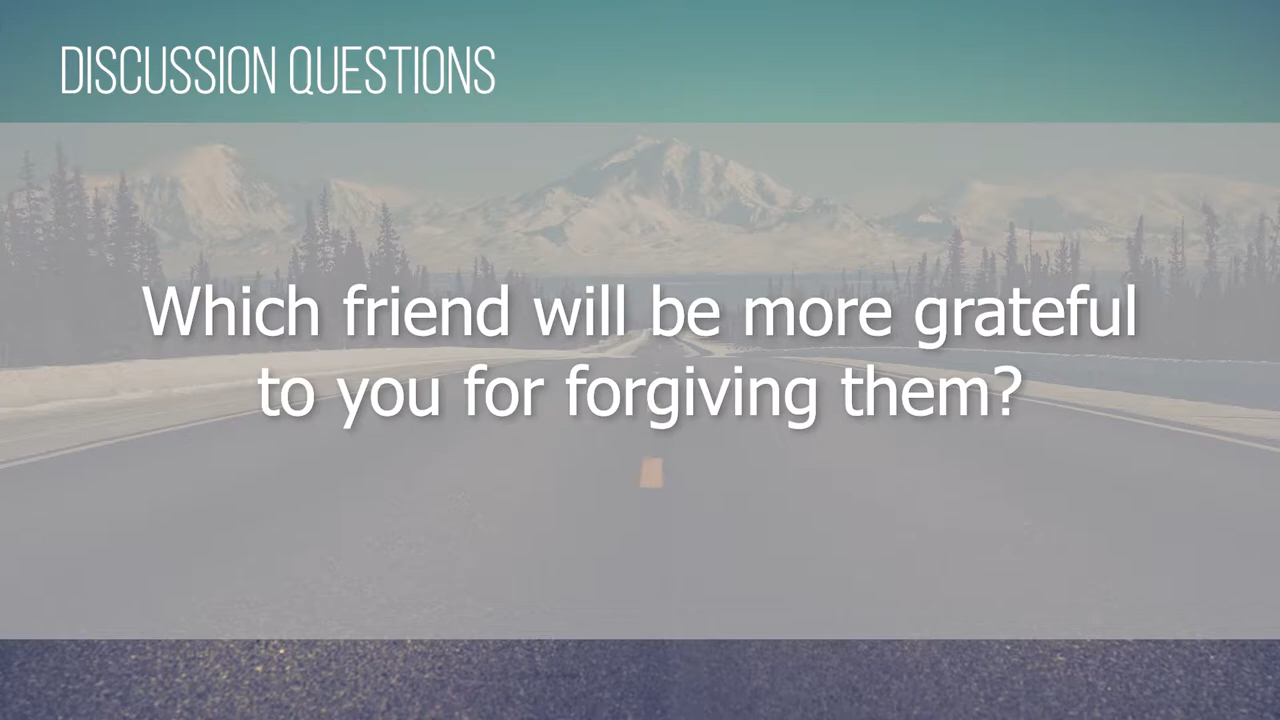 DISCUSSION QUESTIONS
Which friend will be more grateful
to you for forgiving them?